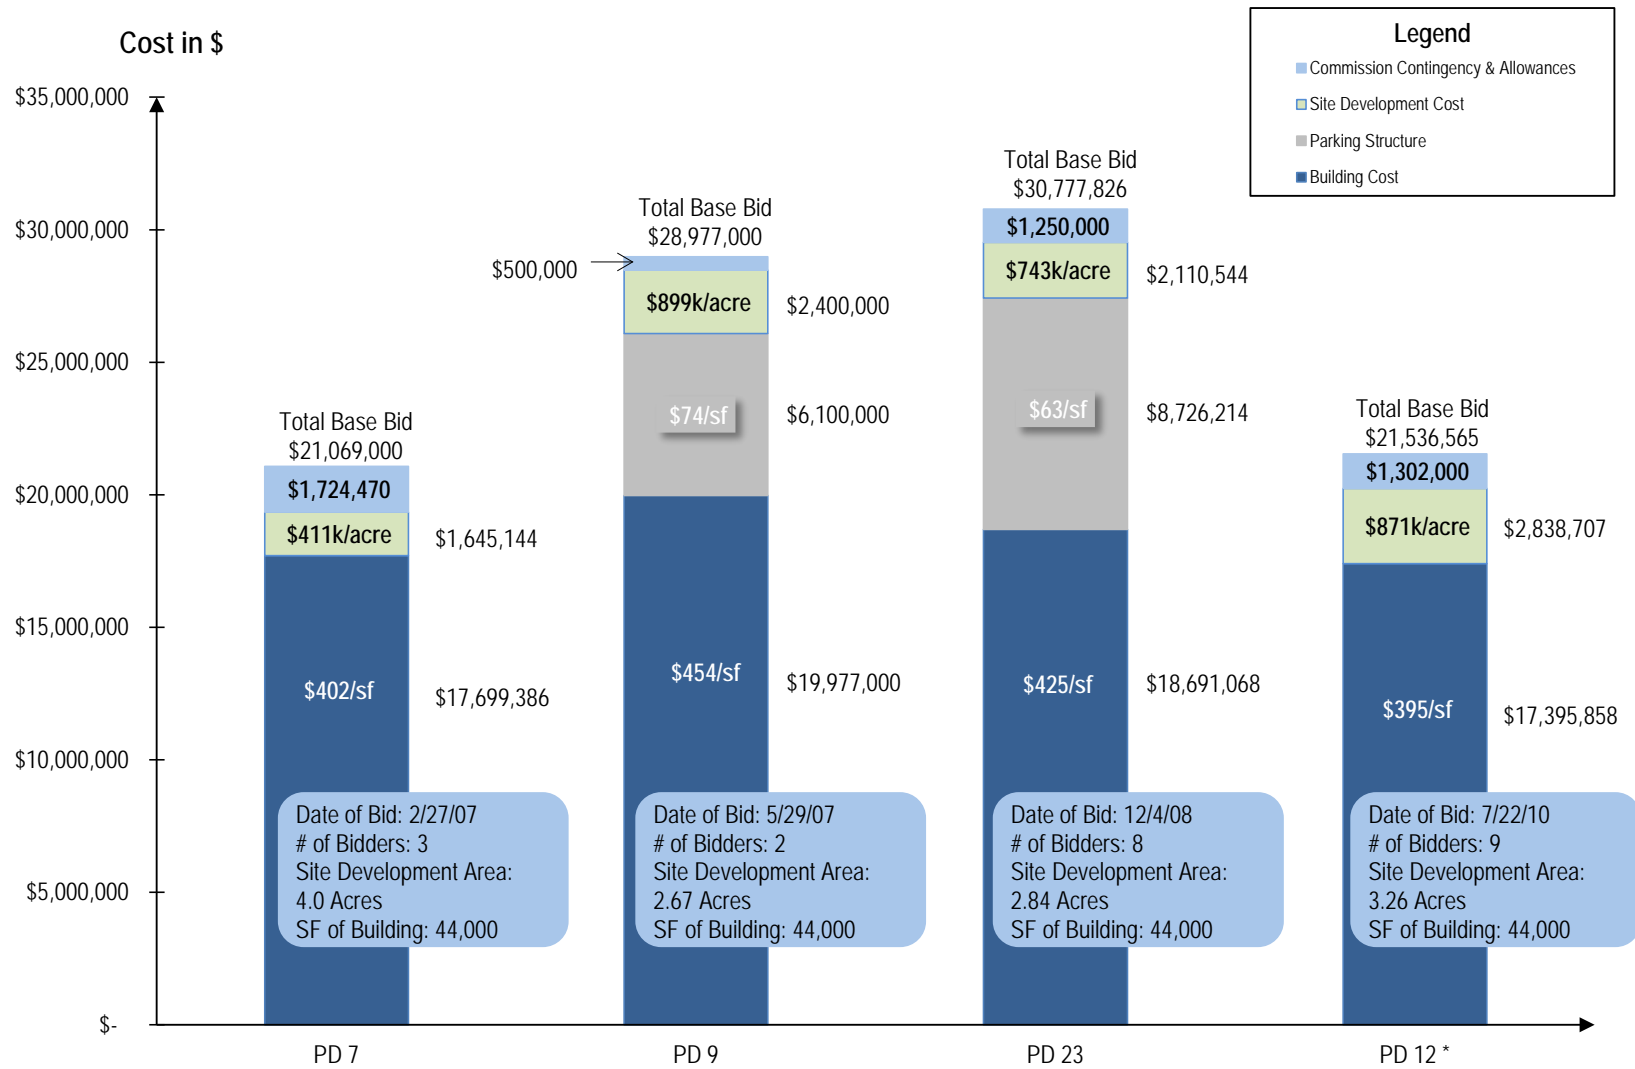 Cost in $
Legend
Commission Contingency & Allowances
Site Development Cost
Parking Structure
Building Cost
$35,000,000
$30,000,000
$25,000,000
$20,000,000
$15,000,000
$10,000,000
$5,000,000
$-
Total Base Bid
$21,069,000
$1,724,470
$411k/acre
$1,645,144
$402/sf
$17,699,386
Date of Bid: 2/27/07
# of Bidders: 3
Site Development Area:
4.0 Acres
SF of Building: 44,000
PD 7
Total Base Bid
$28,977,000
$500,000
$899k/acre
$2,400,000
$74/sf
$6,100,000
$454/sf
$19,977,000
Date of Bid: 5/29/07
# of Bidders: 2
Site Development Area:
2.67 Acres
SF of Building: 44,000
PD 9
Total Base Bid
$30,777,826
$1,250,000
$743k/acre
$2,110,544
$63/sf
$8,726,214
$425/sf
$18,691,068
Date of Bid: 12/4/08
# of Bidders: 8
Site Development Area:
2.84 Acres
SF of Building: 44,000
PD 23
Total Base Bid
$21,536,565
$1,302,000
$871k/acre
$2,838,707
$395/sf
$17,395,858
Date of Bid: 7/22/10
# of Bidders: 9
Site Development Area:
3.26 Acres
SF of Building: 44,000
PD 12 *